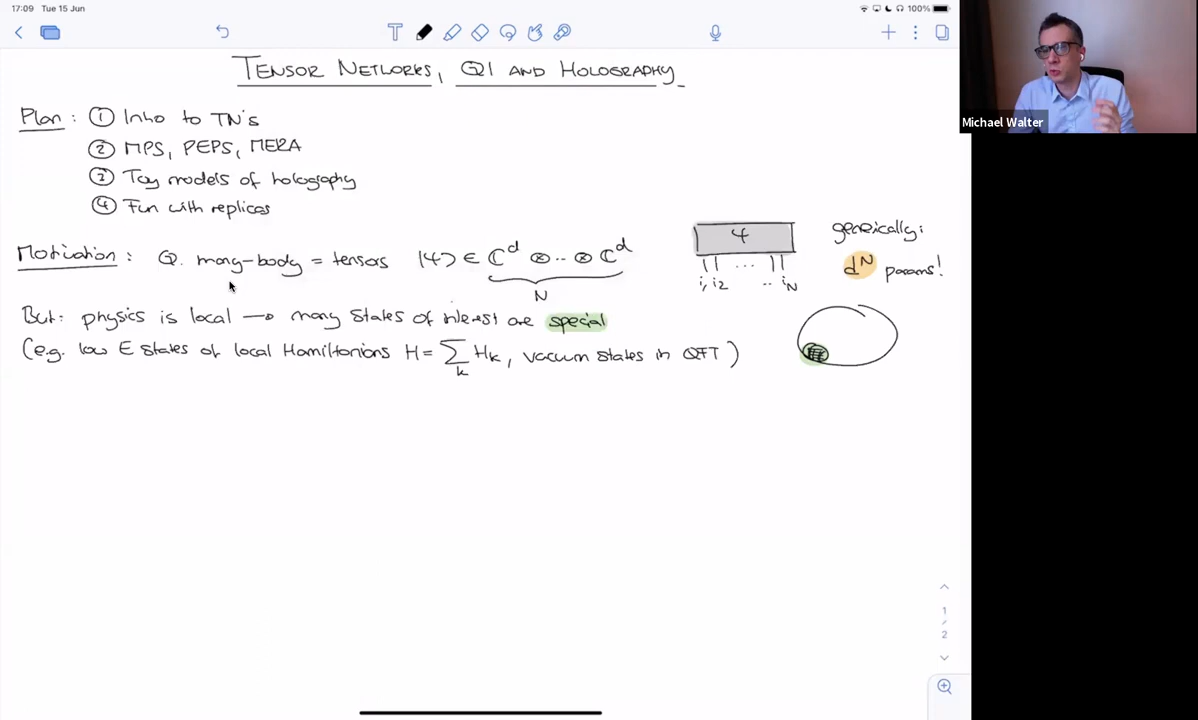 17:09 Tue 15 Jun
100%
TENSOR NETWORKS, QI AND HOLOGRAPHY
Plan: ① Intro to TN's
② MPS, PEPS, MERA
③ Toy models of holography
④ Fun with replicas
Motivation: Q. many-body = tensors |ψ⟩ ∈ ℂ^d ⊗ ·· ⊗ ℂ^d
N
ψ
i₁ i₂ ·· i_N
generically:
d^N params!
But: physics is local → many states of interest are special
(e.g. low E states of local Hamiltonians H = ∑_k H_k, vacuum states in QFT)
Michael Walter
1
/
2